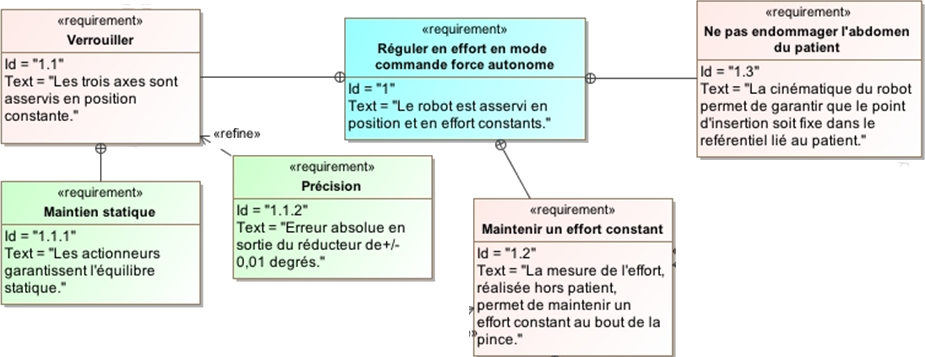 «requirement»
Verrouiller
Id = "1.1"
Text = "Les trois axes sont
asservis en position
constante."
«requirement»
Réguler en effort en mode
commande force autonome
Id = "1"
Text = "Le robot est asservi en
position et en effort constants."
«requirement»
Ne pas endommager l'abdomen
du patient
Id = "1.3"
Text = "La cinématique du robot
permet de garantir que le point
d'insertion soit fixe dans le
reférentiel lié au patient."
«refine»
«requirement»
Maintien statique
Id = "1.1.1"
Text = "Les actionneurs
garantissent l'équilibre
statique."
«requirement»
Précision
Id = "1.1.2"
Text = "Erreur absolue en
sortie du réducteur de+/-
0,01 degrés."
«requirement»
Maintenir un effort constant
Id = "1.2"
Text = "La mesure de l'effort,
réalisée hors patient,
permet de maintenir un
effort constant au bout de la
pince."